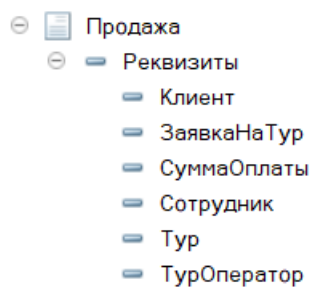 Продажа
Реквизиты
Клиент
ЗаявкаНаТур
СуммаОплаты
Сотрудник
Тур
ТурОператор